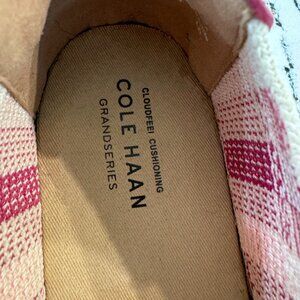 CLOUDFEEL CUSHIONING
COLE HAAN
GRANDSERIES